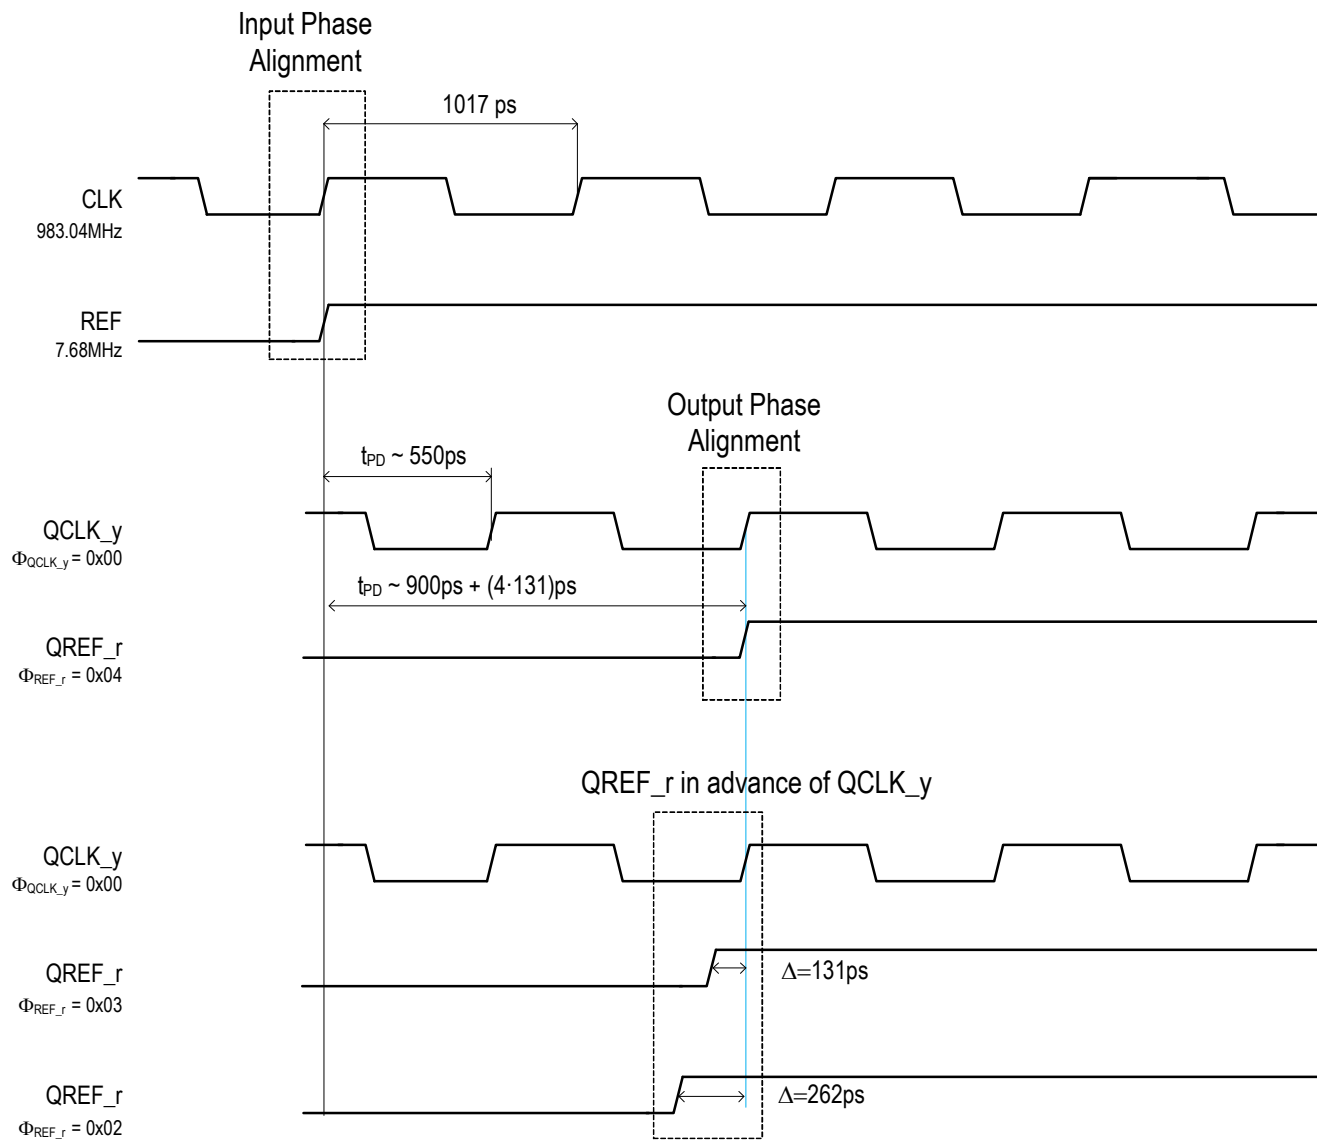 Input Phase
Alignment
1017 ps
CLK
983.04MHz
REF
7.68MHz
Output Phase
Alignment
tPD ~ 550ps
QCLK_y
ΦQCLK_y = 0x00
tPD ~ 900ps + (4·131)ps
QREF_r
ΦREF_r = 0x04
QREF_r in advance of QCLK_y
QCLK_y
ΦQCLK_y = 0x00
QREF_r
Δ=131ps
ΦREF_r = 0x03
QREF_r
Δ=262ps
ΦREF_r = 0x02